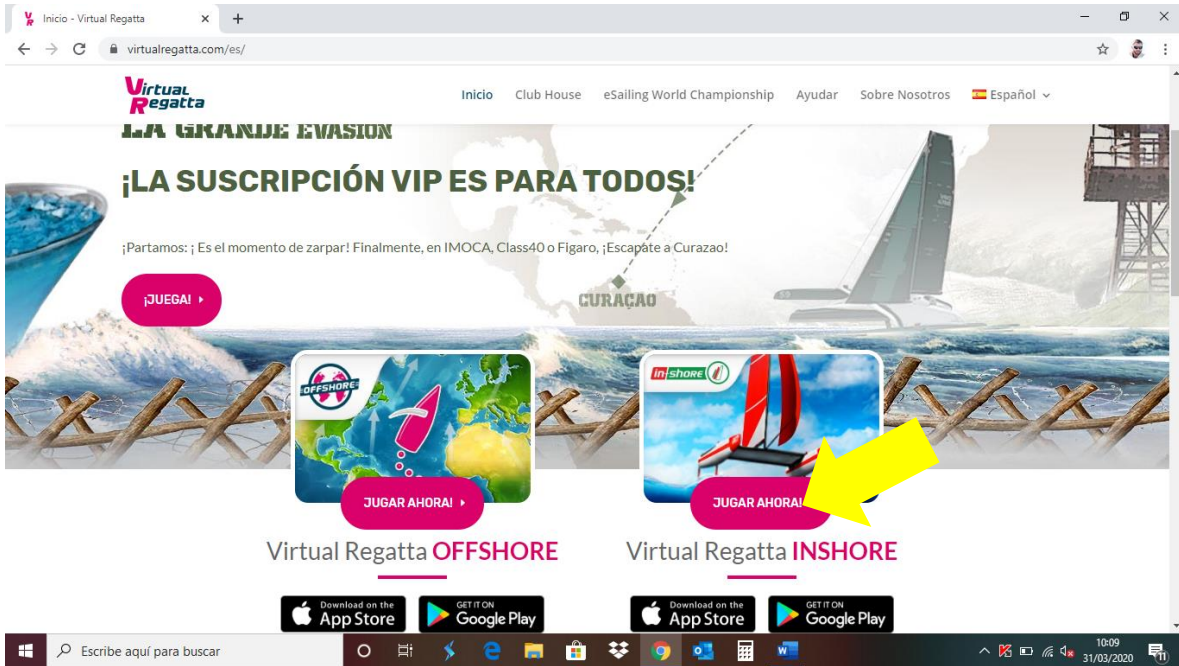 Inicio - Virtual Regatta
virtualregatta.com/es/
Virtual
Regatta
Inicio Club House eSailing World Championship Ayudar Sobre Nosotros Español
LA GRANDE EVASION
¡LA SUSCRIPCIÓN VIP ES PARA TODOS!
¡Partamos: ¡ Es el momento de zarpar! Finalmente, en IMOCA, Class40 o Figaro, ¡Escapate a Curazao!
¡JUEGA!
CURAÇAO
OFFSHORE
in-shore
JUGAR AHORA! JUGAR AHORA!
Virtual Regatta OFFSHORE Virtual Regatta INSHORE
Download on the App Store GET IT ON Google Play Download on the App Store GET IT ON Google Play
Escribe aquí para buscar
10:09
31/03/2020